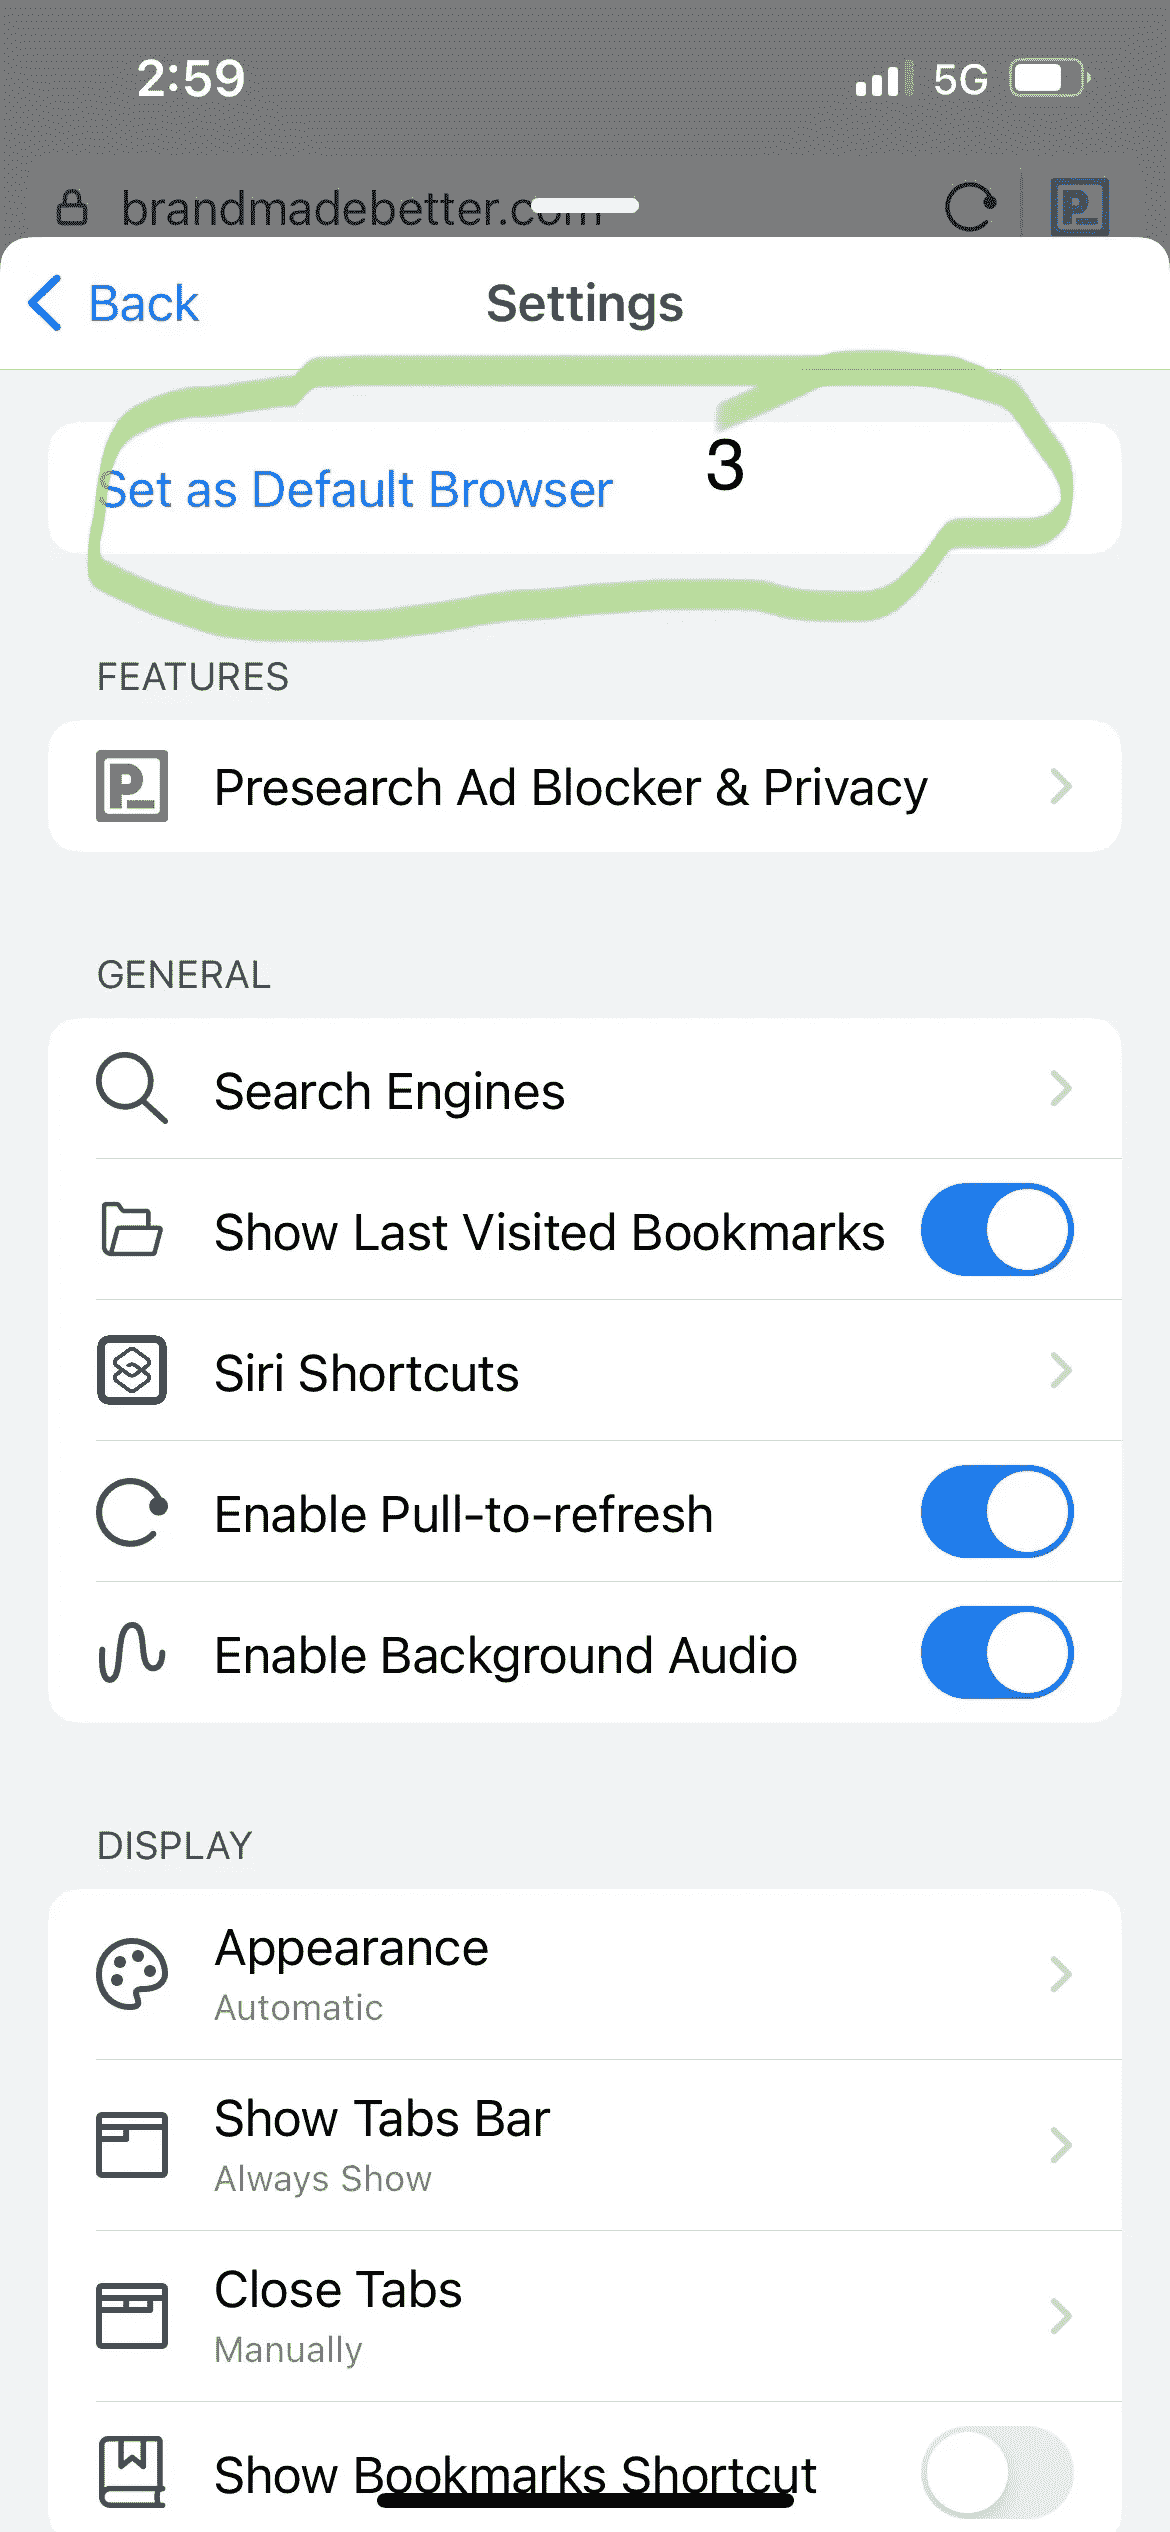 2:59
5G
brandmadebetter.com
Back
Settings
3
Set as Default Browser
FEATURES
P_
Presearch Ad Blocker & Privacy
GENERAL
Search Engines
Show Last Visited Bookmarks
Siri Shortcuts
Enable Pull-to-refresh
Enable Background Audio
DISPLAY
Appearance
Automatic
Show Tabs Bar
Always Show
Close Tabs
Manually
Show Bookmarks Shortcut